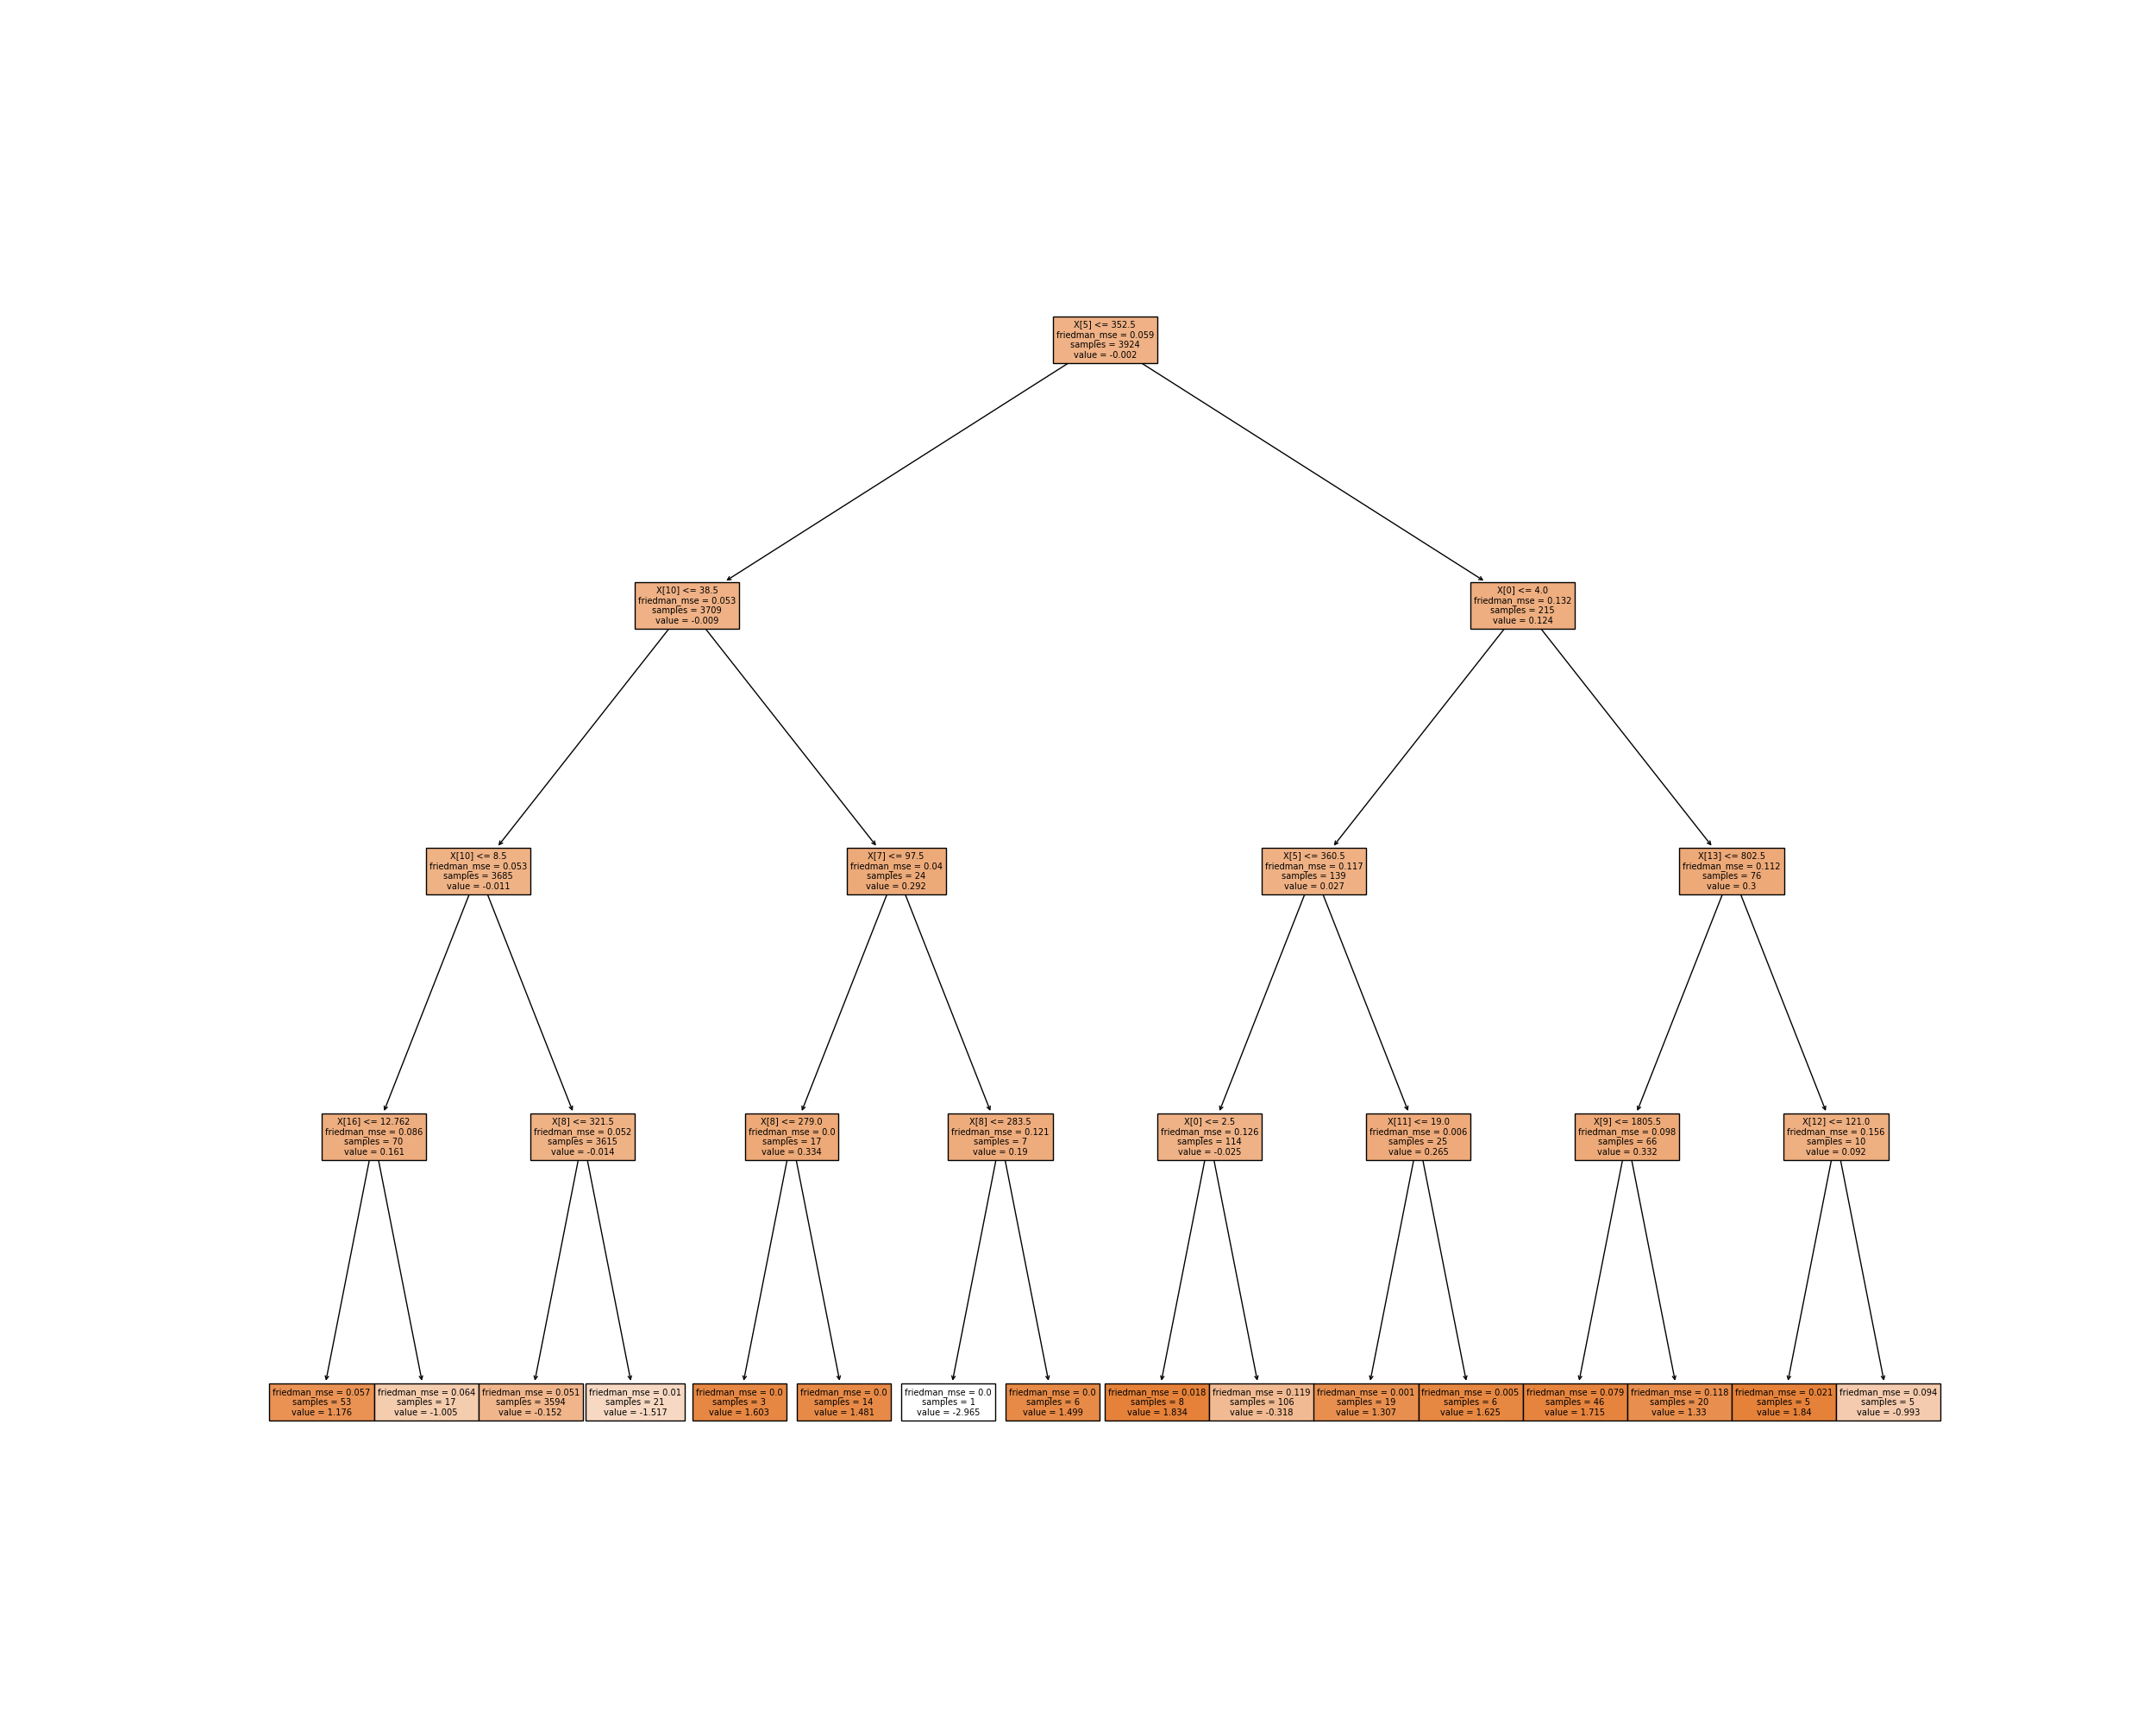 X[5] <= 352.5
friedman_mse = 0.059
samples = 3924
value = -0.002
X[10] <= 38.5
friedman_mse = 0.053
samples = 3709
value = -0.009
X[0] <= 4.0
friedman_mse = 0.132
samples = 215
value = 0.124
X[10] <= 8.5
friedman_mse = 0.053
samples = 3685
value = -0.011
X[7] <= 97.5
friedman_mse = 0.04
samples = 24
value = 0.292
X[5] <= 360.5
friedman_mse = 0.117
samples = 139
value = 0.027
X[13] <= 802.5
friedman_mse = 0.112
samples = 76
value = 0.3
X[16] <= 12.762
friedman_mse = 0.086
samples = 70
value = 0.161
X[8] <= 321.5
friedman_mse = 0.052
samples = 3615
value = -0.014
X[8] <= 279.0
friedman_mse = 0.0
samples = 17
value = 0.334
X[8] <= 283.5
friedman_mse = 0.121
samples = 7
value = 0.19
X[0] <= 2.5
friedman_mse = 0.126
samples = 114
value = -0.025
X[11] <= 19.0
friedman_mse = 0.006
samples = 25
value = 0.265
X[9] <= 1805.5
friedman_mse = 0.098
samples = 66
value = 0.332
X[12] <= 121.0
friedman_mse = 0.156
samples = 10
value = 0.092
friedman_mse = 0.057
samples = 53
value = 1.176
friedman_mse = 0.064
samples = 17
value = -1.005
friedman_mse = 0.051
samples = 3594
value = -0.152
friedman_mse = 0.01
samples = 21
value = -1.517
friedman_mse = 0.0
samples = 3
value = 1.603
friedman_mse = 0.0
samples = 14
value = 1.481
friedman_mse = 0.0
samples = 1
value = -2.965
friedman_mse = 0.0
samples = 6
value = 1.499
friedman_mse = 0.018
samples = 8
value = 1.834
friedman_mse = 0.119
samples = 106
value = -0.318
friedman_mse = 0.001
samples = 19
value = 1.307
friedman_mse = 0.005
samples = 6
value = 1.625
friedman_mse = 0.079
samples = 46
value = 1.715
friedman_mse = 0.118
samples = 20
value = 1.33
friedman_mse = 0.021
samples = 5
value = 1.84
friedman_mse = 0.094
samples = 5
value = -0.993